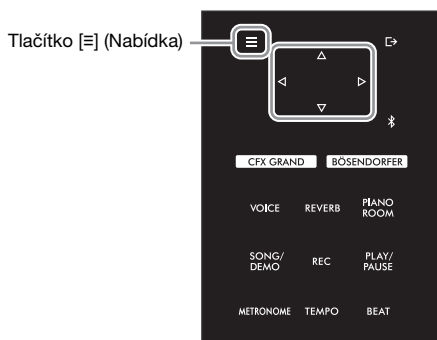 Tlačítko [≡] (Nabídka)
CFX GRAND BÖSENDORFER
VOICE REVERB PIANO ROOM
SONG/ DEMO REC PLAY/ PAUSE
METRONOME TEMPO BEAT